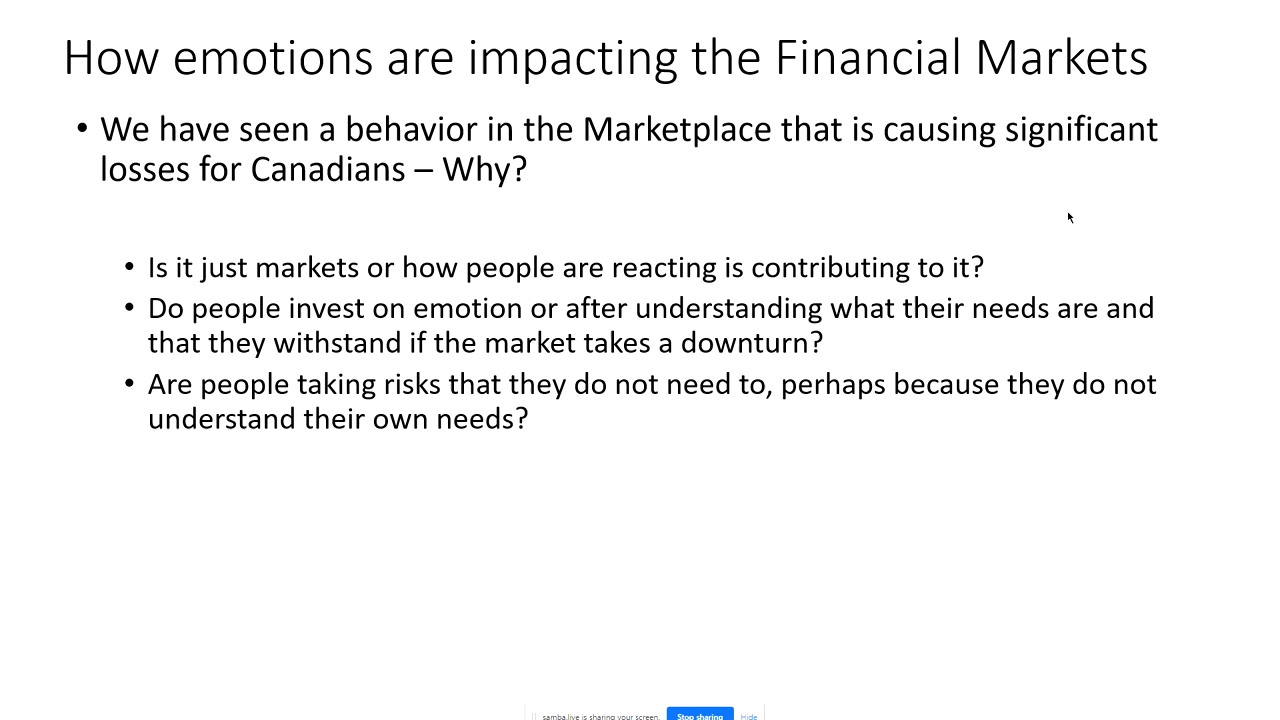 How emotions are impacting the Financial Markets
• We have seen a behavior in the Marketplace that is causing significant
losses for Canadians – Why?
• Is it just markets or how people are reacting is contributing to it?
• Do people invest on emotion or after understanding what their needs are and
that they withstand if the market takes a downturn?
• Are people taking risks that they do not need to, perhaps because they do not
understand their own needs?
samba.live is sharing your screen. Stop sharing Hide